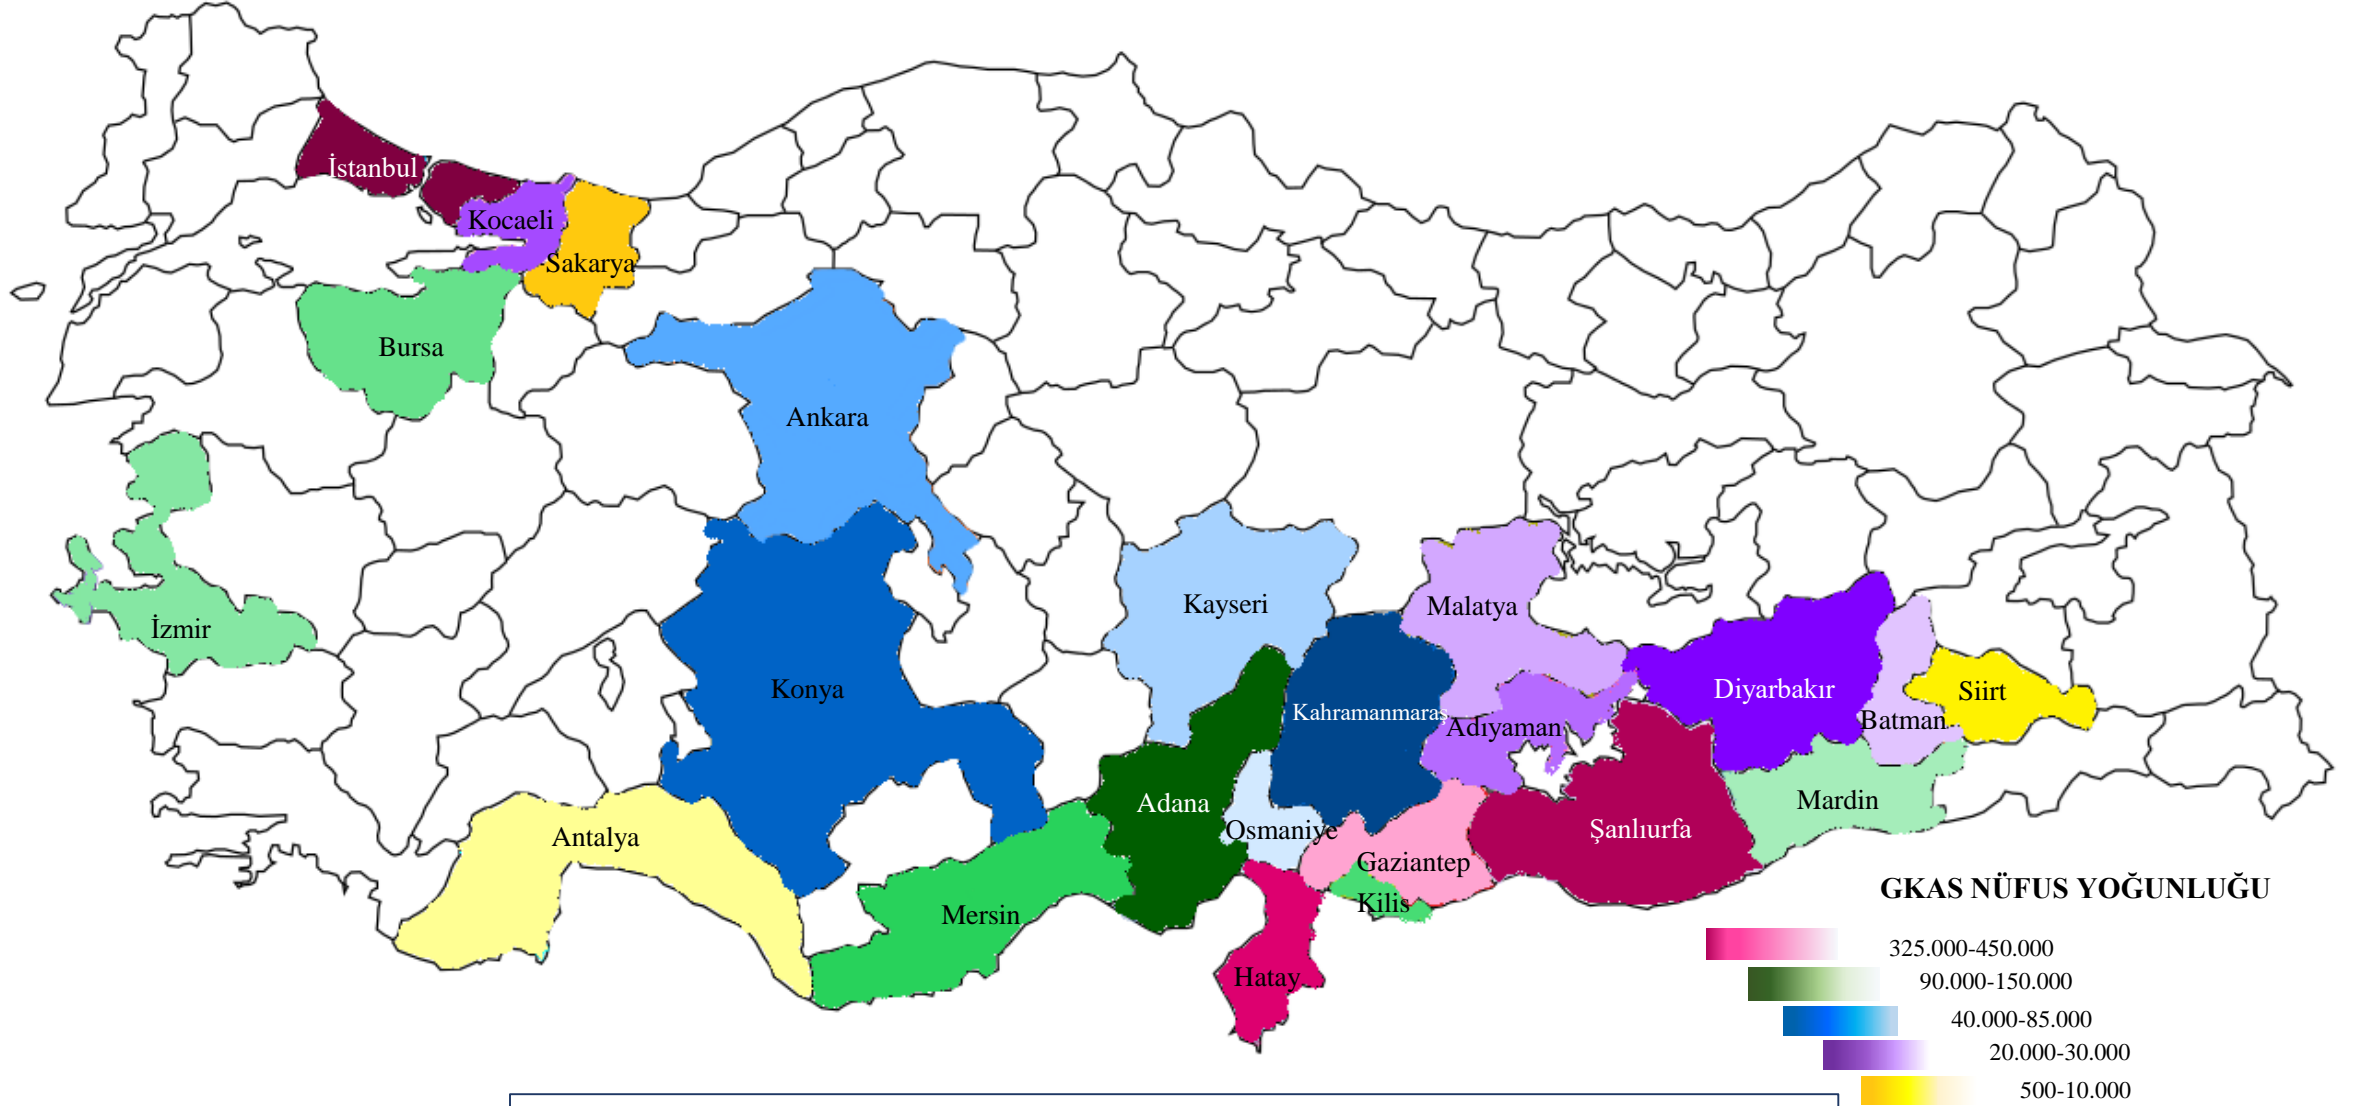 İstanbul
Kocaeli
Sakarya
Bursa
Ankara
İzmir
Kayseri
Malatya
Konya
Kahramanmaraş
Adıyaman
Diyarbakır
Siirt
Batman
Mardin
Adana
Osmaniye
Şanlıurfa
Antalya
Gaziantep
Kilis
Mersin
Hatay
GKAS NÜFUS YOĞUNLUĞU
325.000-450.000
90.000-150.000
40.000-85.000
20.000-30.000
500-10.000